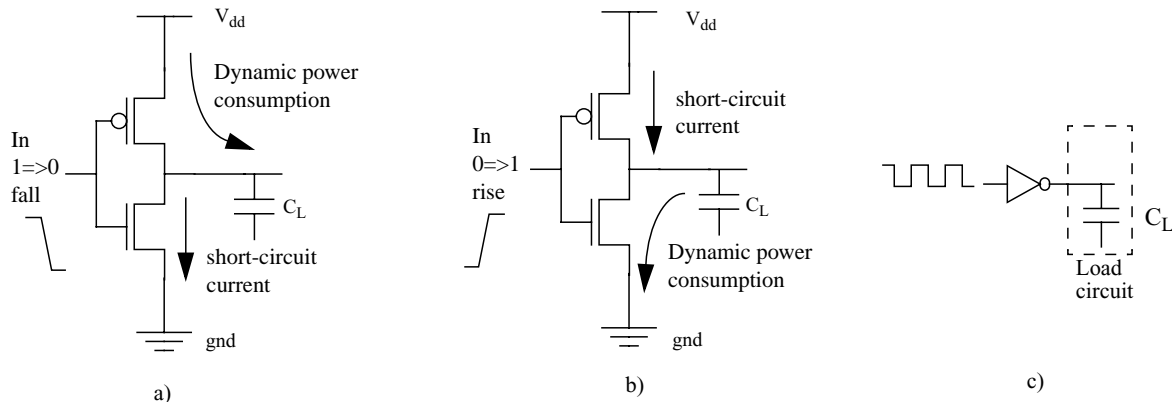 V_dd
Dynamic power
consumption
In
1=>0
fall
C_L
short-circuit
current
gnd
a)
V_dd
short-circuit
current
In
0=>1
rise
C_L
Dynamic power
consumption
gnd
b)
C_L
Load
circuit
c)